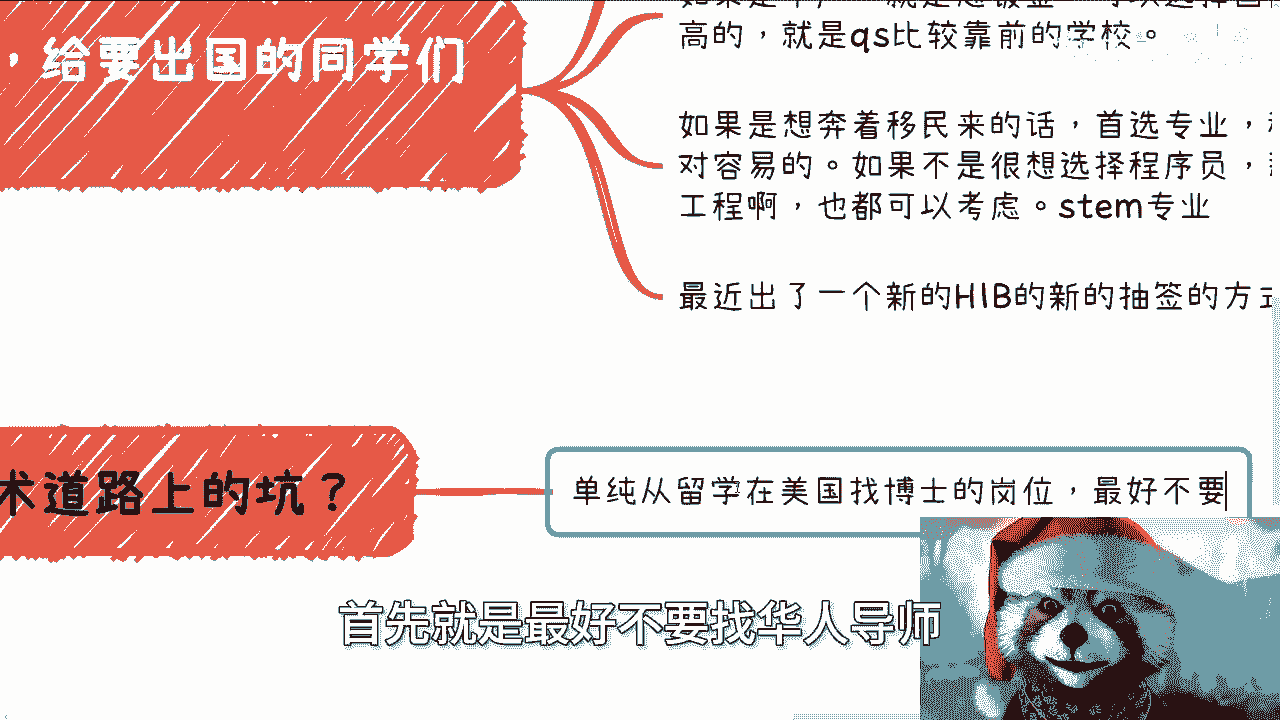 高的，就是qs比较靠前的学校。
，给要出国的同学们
如果是想奔着移民来的话，首选专业，
对容易的。如果不是很想选择程序员，
工程啊，也都可以考虑。stem专业
最近出了一个新的H1B的新的抽签的方式
术道路上的坑？
单纯从留学在美国找博士的岗位，最好不要
首先就是最好不要找华人导师